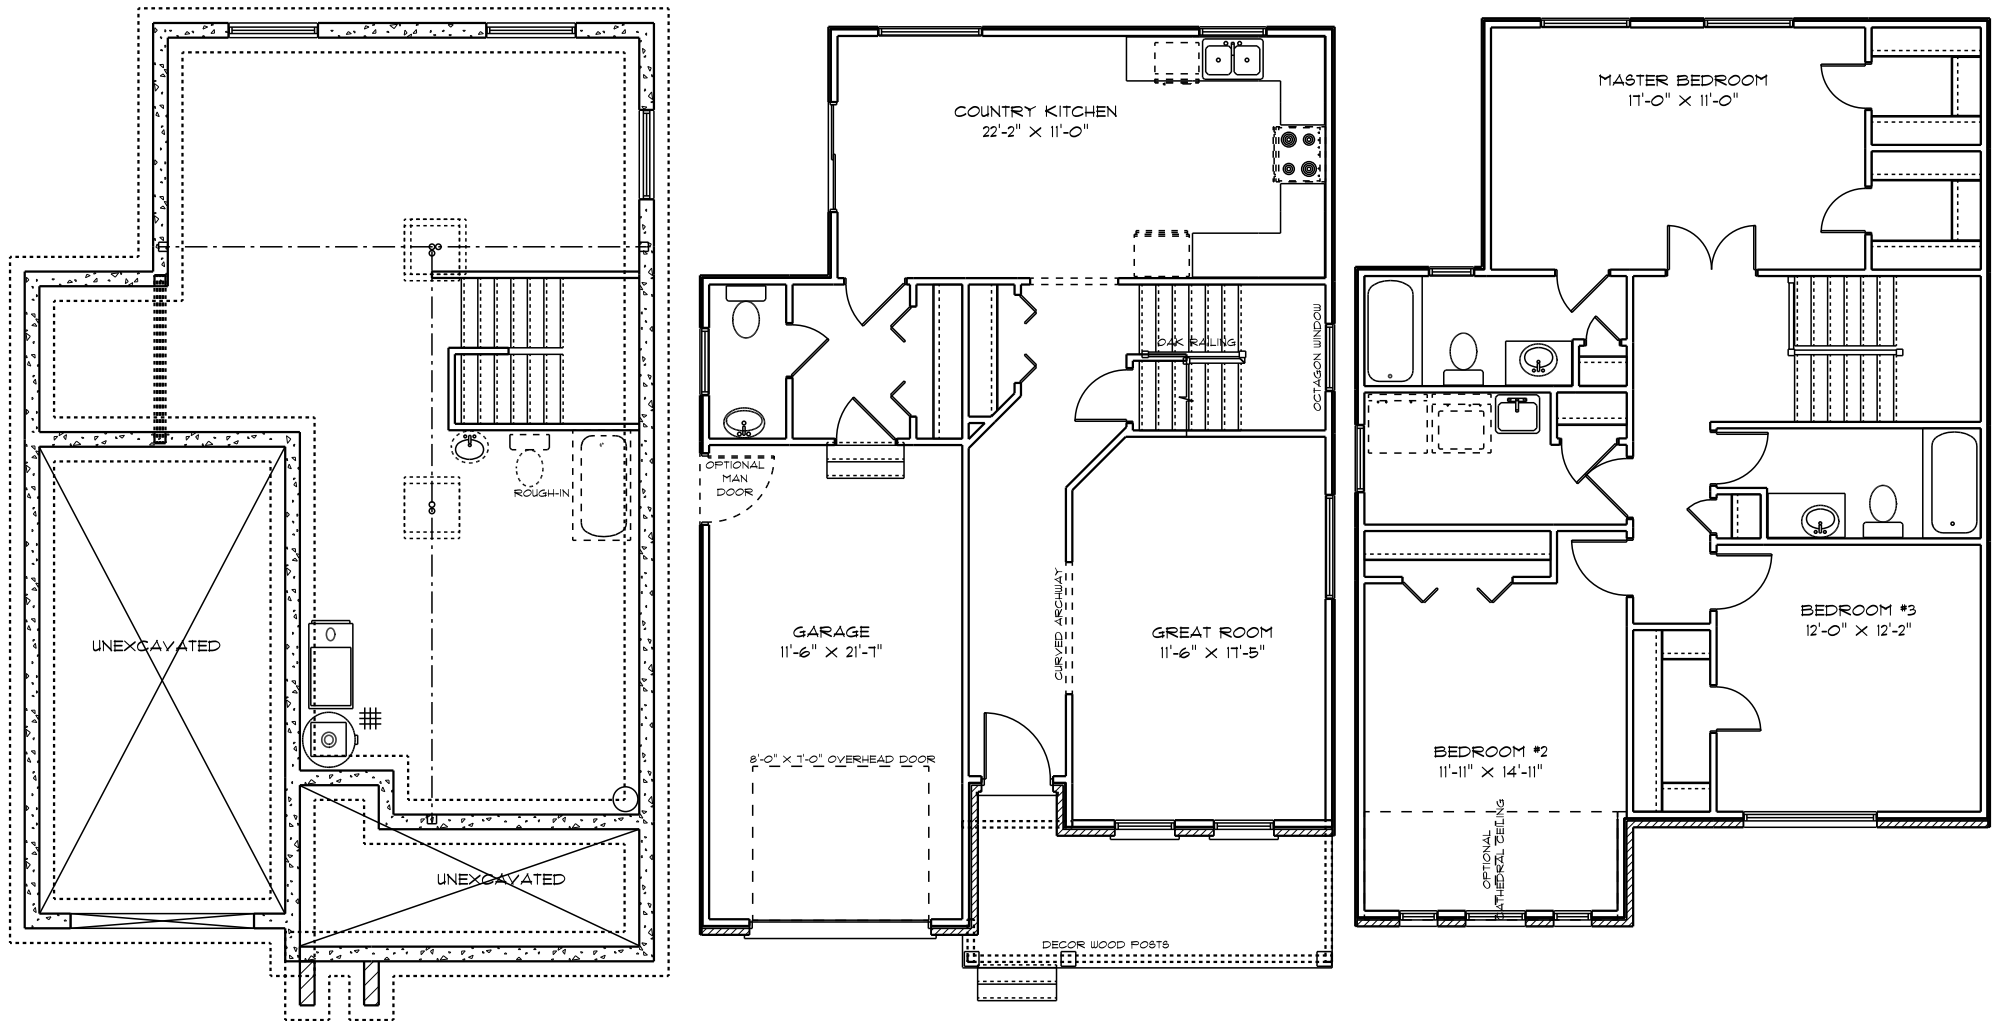 UNEXCAVATED
ROUGH-IN
UNEXCAVATED
COUNTRY KITCHEN
22'-2" X 11'-0"
OAK RAILING
OCTAGON WINDOW
OPTIONAL
MAN
DOOR
GARAGE
11'-6" X 21'-7"
CURVED ARCHWAY
GREAT ROOM
11'-6" X 17'-5"
8'-0" X 7'-0" OVERHEAD DOOR
DECOR WOOD POSTS
MASTER BEDROOM
17'-0" X 11'-0"
BEDROOM #3
12'-0" X 12'-2"
BEDROOM #2
11'-11" X 14'-11"
OPTIONAL
CATHEDRAL CEILING